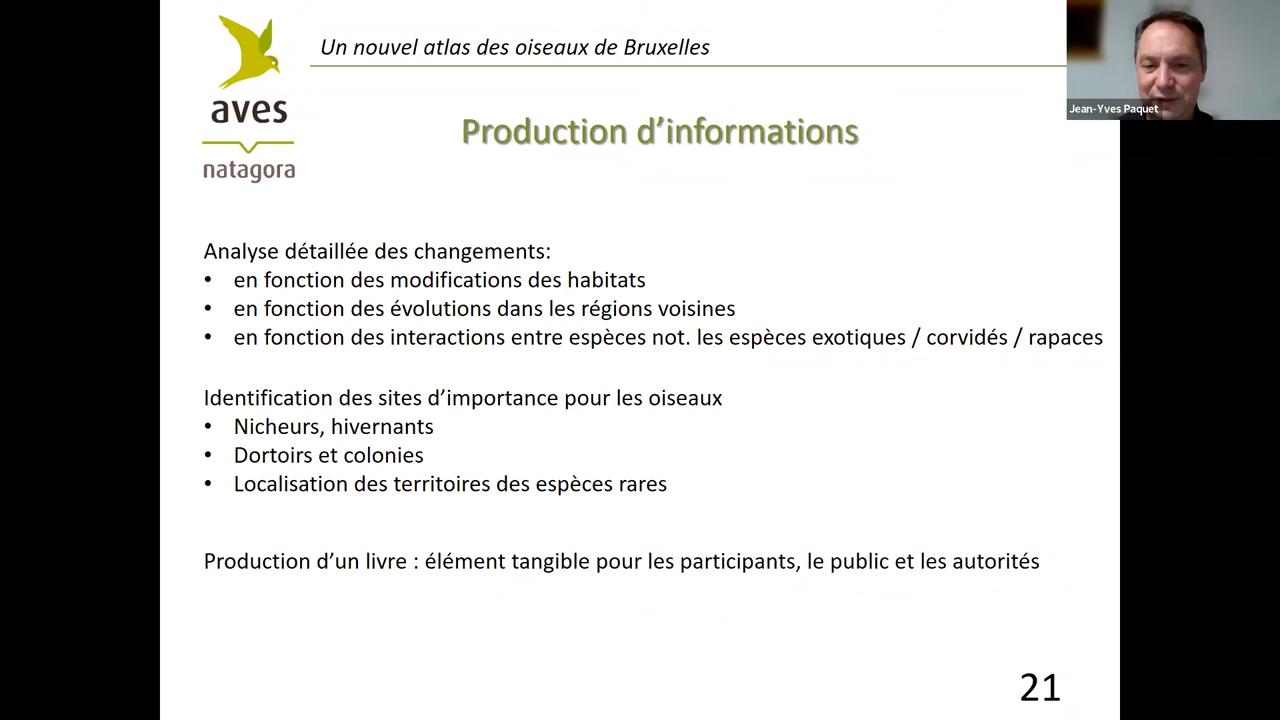 Un nouvel atlas des oiseaux de Bruxelles
aves
natagora
Jean-Yves Paquet
Production d’informations
Analyse détaillée des changements:
• en fonction des modifications des habitats
• en fonction des évolutions dans les régions voisines
• en fonction des interactions entre espèces not. les espèces exotiques / corvidés / rapaces
Identification des sites d’importance pour les oiseaux
• Nicheurs, hivernants
• Dortoirs et colonies
• Localisation des territoires des espèces rares
Production d’un livre : élément tangible pour les participants, le public et les autorités
21